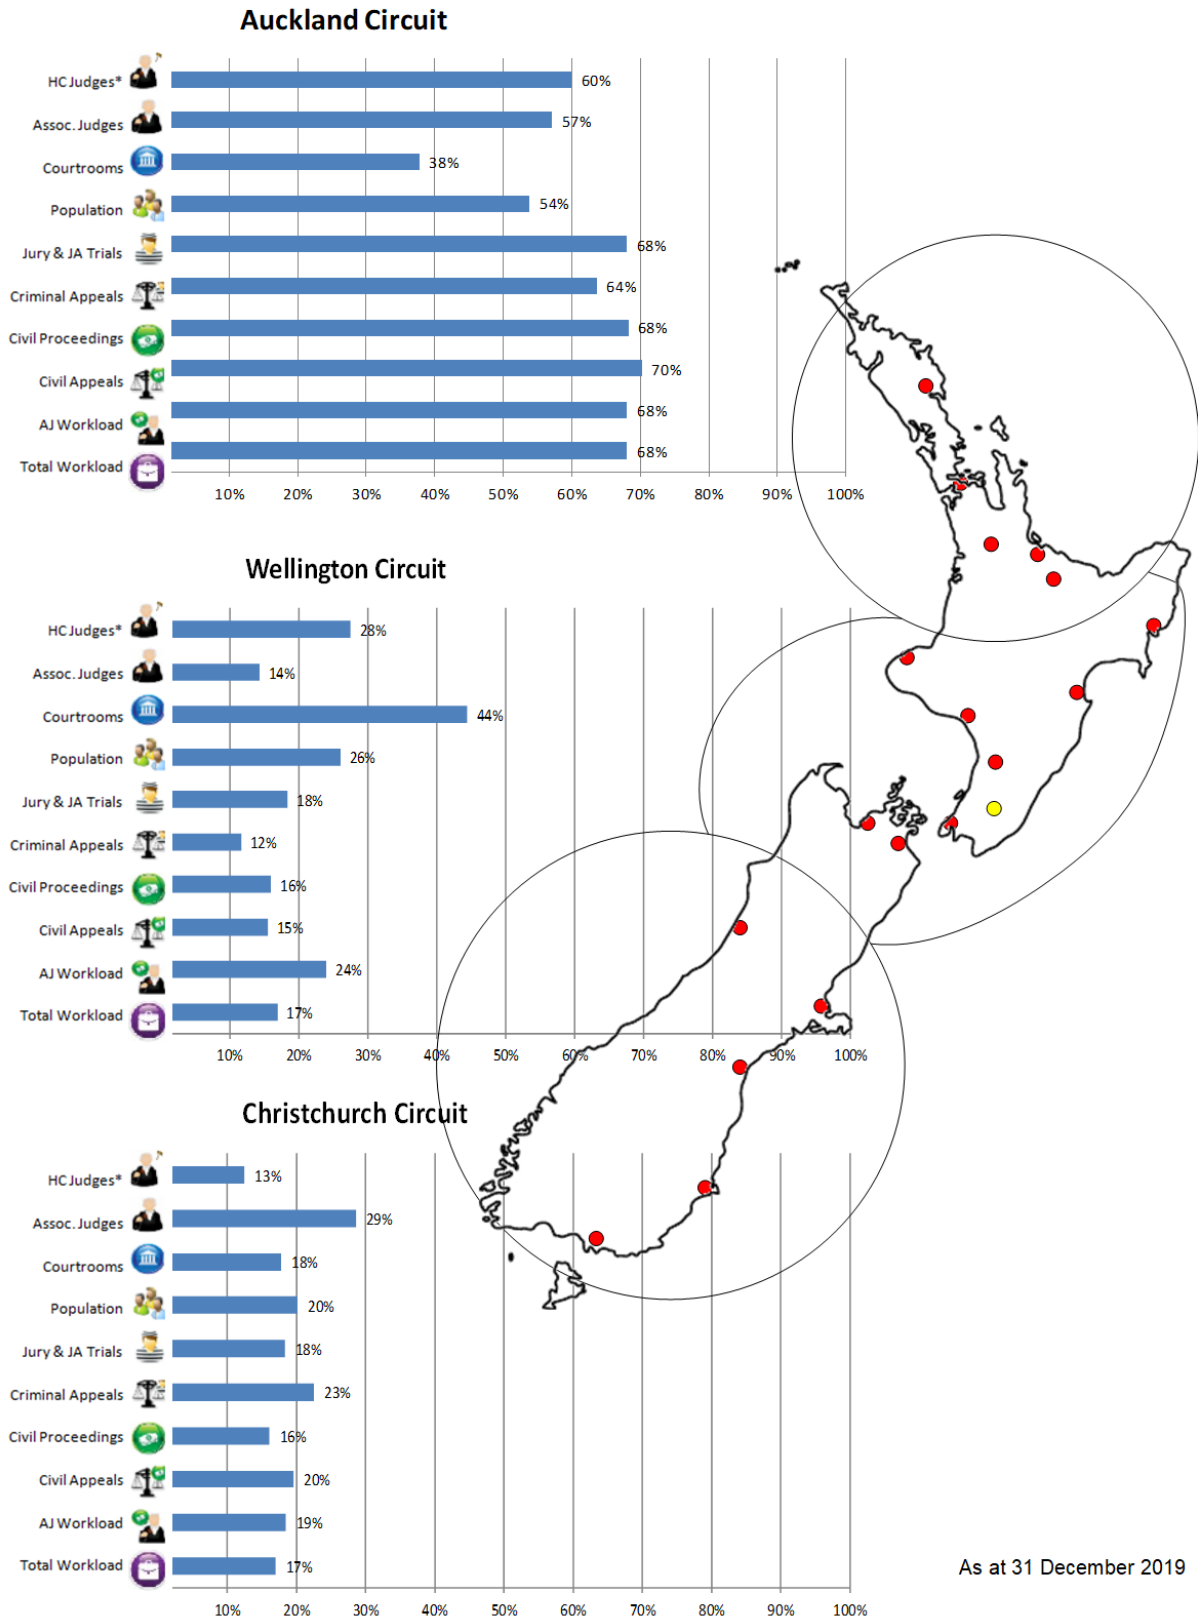 Auckland Circuit
HC Judges* 60%
Assoc. Judges 57%
Courtrooms 38%
Population 54%
Jury & JA Trials 68%
Criminal Appeals 64%
Civil Proceedings 68%
Civil Appeals 70%
AJ Workload 68%
Total Workload 68%
10% 20% 30% 40% 50% 60% 70% 80% 90% 100%
Wellington Circuit
HC Judges* 28%
Assoc. Judges 14%
Courtrooms 44%
Population 26%
Jury & JA Trials 18%
Criminal Appeals 12%
Civil Proceedings 16%
Civil Appeals 15%
AJ Workload 24%
Total Workload 17%
10% 20% 30% 40% 50% 60% 70% 80% 90% 100%
Christchurch Circuit
HC Judges* 13%
Assoc. Judges 29%
Courtrooms 18%
Population 20%
Jury & JA Trials 18%
Criminal Appeals 23%
Civil Proceedings 16%
Civil Appeals 20%
AJ Workload 19%
Total Workload 17%
As at 31 December 2019
10% 20% 30% 40% 50% 60% 70% 80% 90% 100%